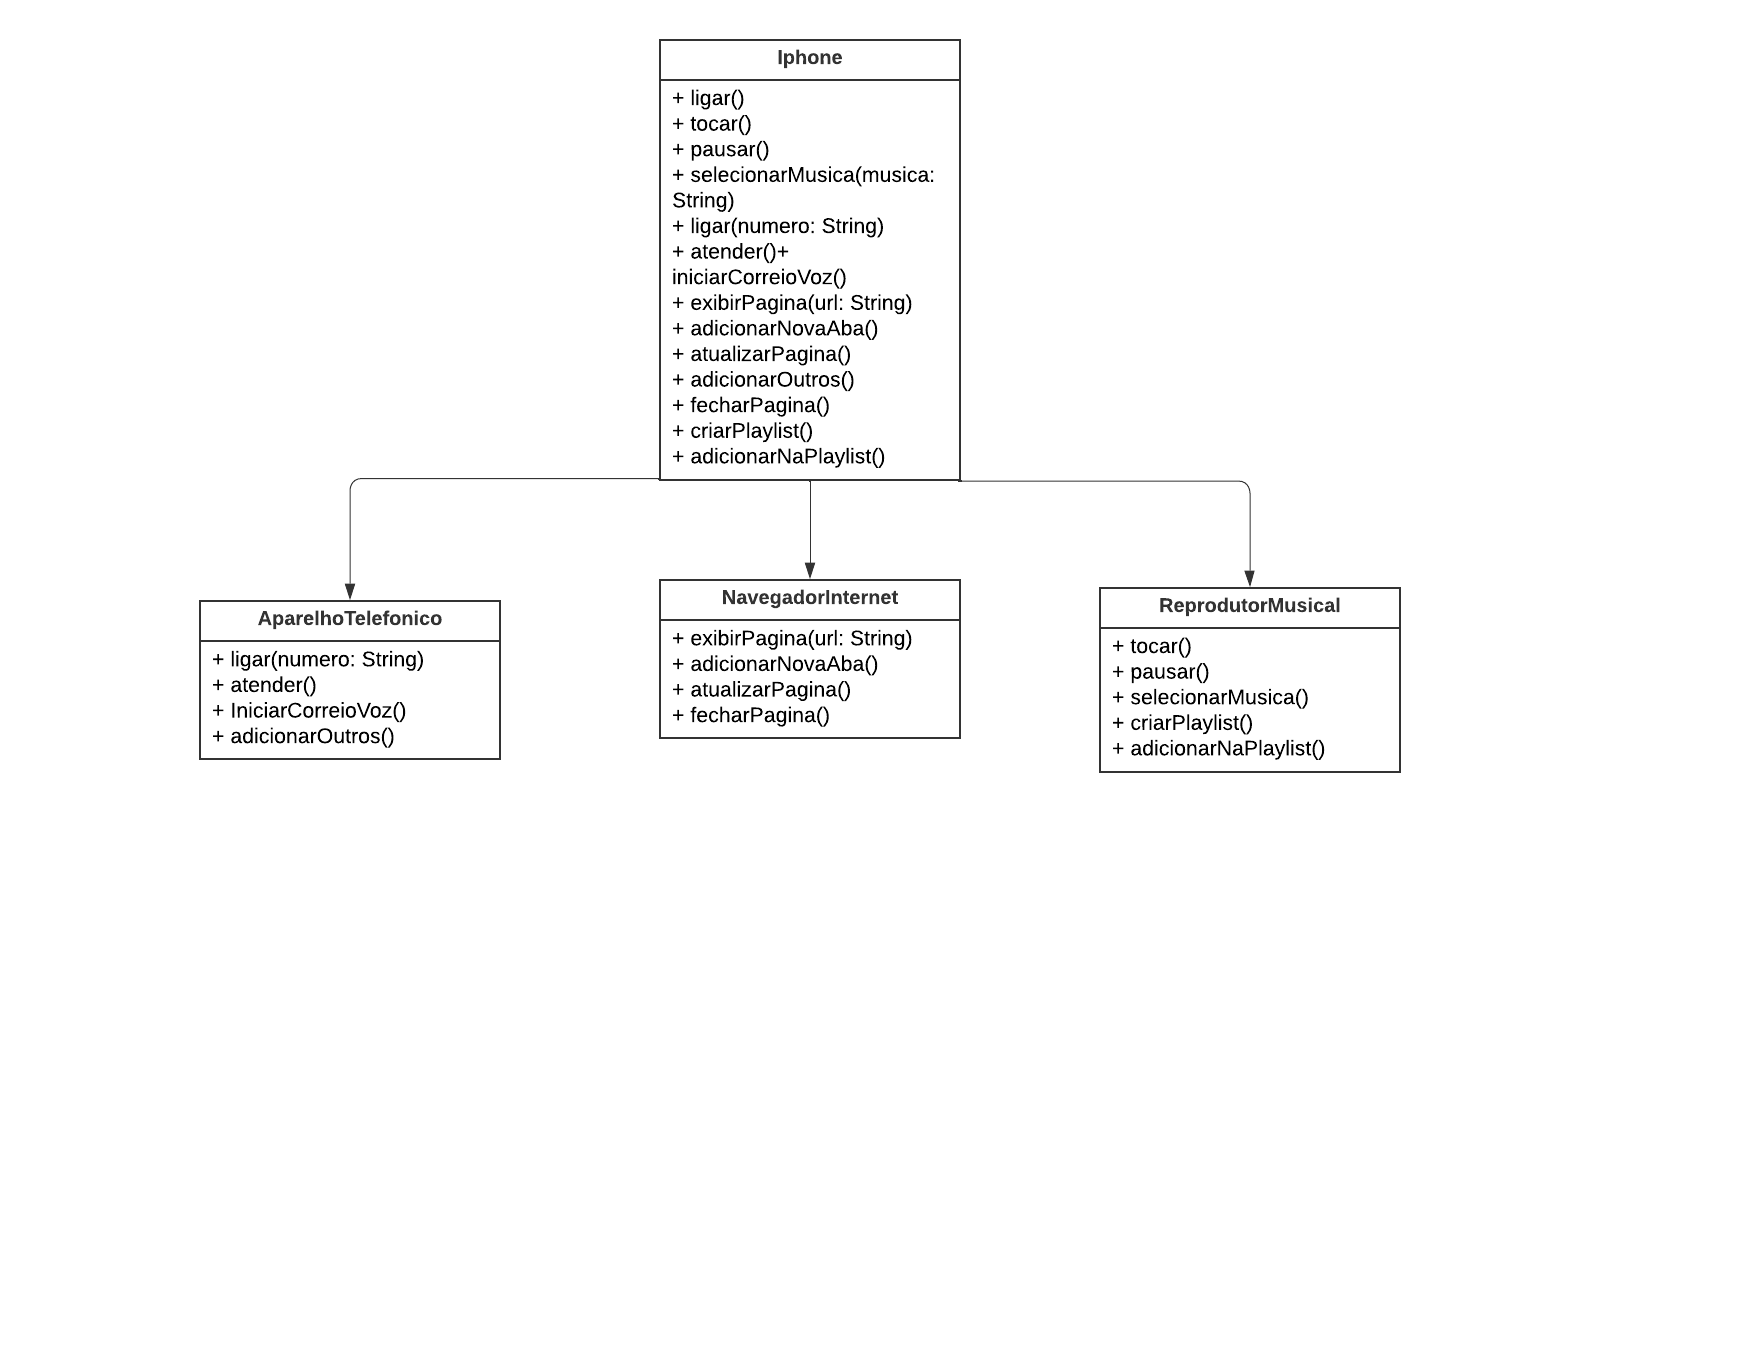 Iphone
+ ligar()
+ tocar()
+ pausar()
+ selecionarMusica(musica:
String)
+ ligar(numero: String)
+ atender()+
iniciarCorreioVoz()
+ exibirPagina(url: String)
+ adicionarNovaAba()
+ atualizarPagina()
+ adicionarOutros()
+ fecharPagina()
+ criarPlaylist()
+ adicionarNaPlaylist()
AparelhoTelefonico
+ ligar(numero: String)
+ atender()
+ IniciarCorreioVoz()
+ adicionarOutros()
NavegadorInternet
+ exibirPagina(url: String)
+ adicionarNovaAba()
+ atualizarPagina()
+ fecharPagina()
ReprodutorMusical
+ tocar()
+ pausar()
+ selecionarMusica()
+ criarPlaylist()
+ adicionarNaPlaylist()